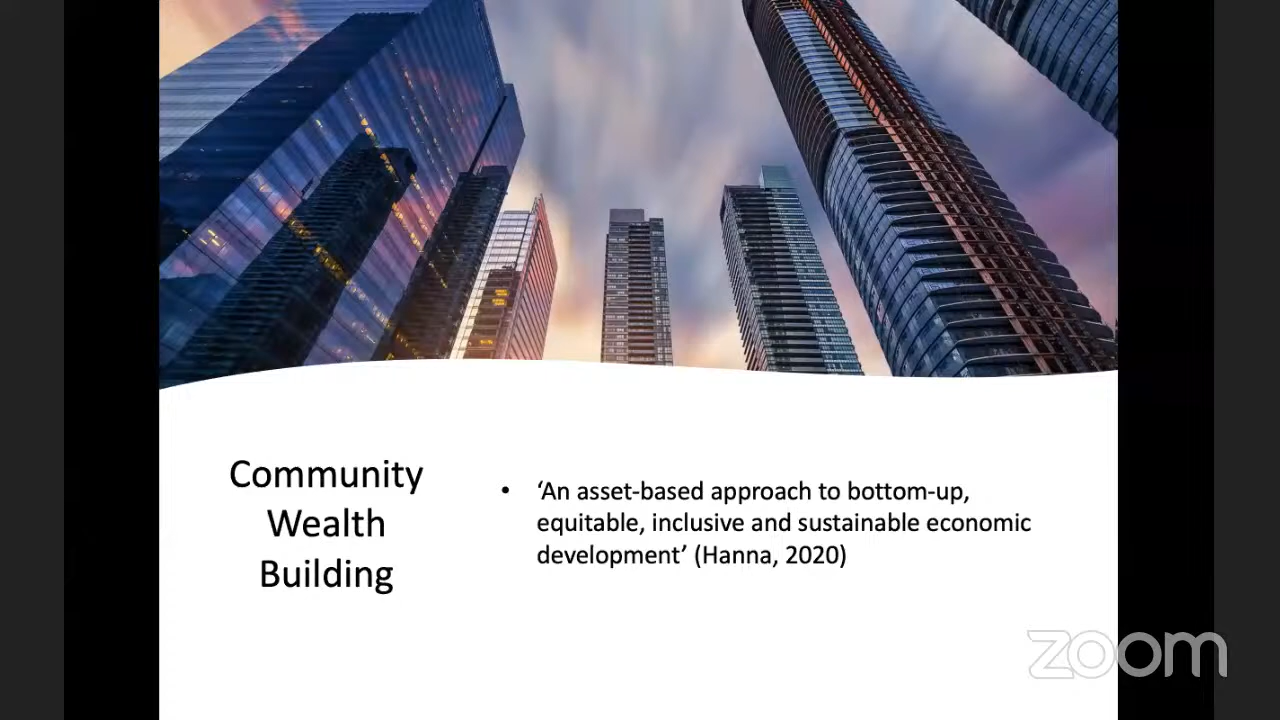 Community
Wealth
Building
• ‘An asset-based approach to bottom-up,
equitable, inclusive and sustainable economic
development’ (Hanna, 2020)
zoom